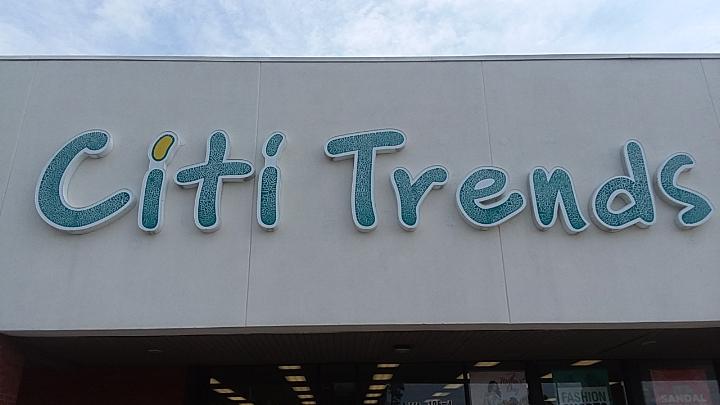 Citi Trends
FASHION
SANDAL